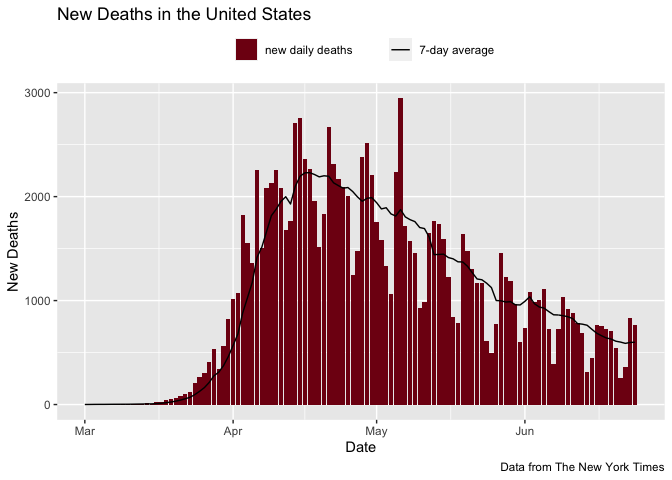 New Deaths in the United States
new daily deaths
7-day average
3000
2000
1000
0
New Deaths
Mar
Apr
May
Jun
Date
Data from The New York Times